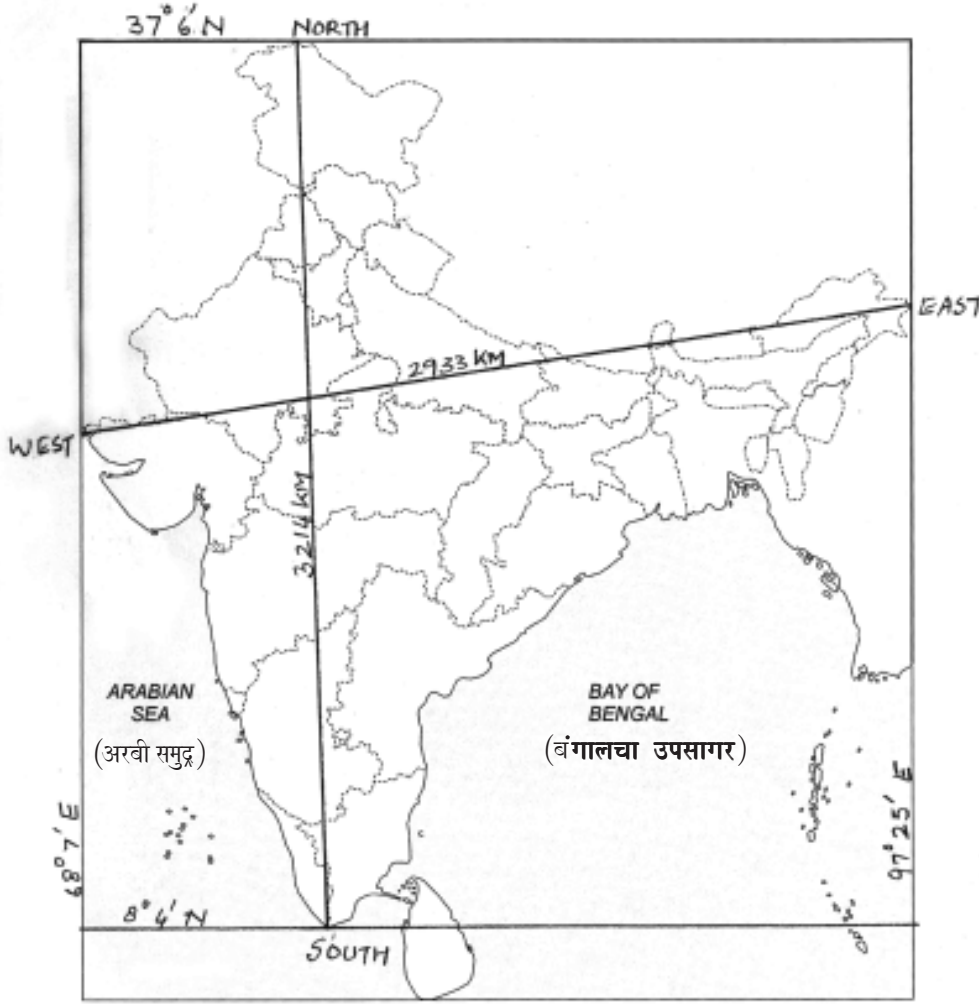 37° 6' N
NORTH
EAST
2933 KM
WEST
3214 KM
ARABIAN
SEA
(अरबी समुद्र)
BAY OF
BENGAL
(बंगालचा उपसागर)
68° 7' E
97° 25' E
8° 4' N
SOUTH